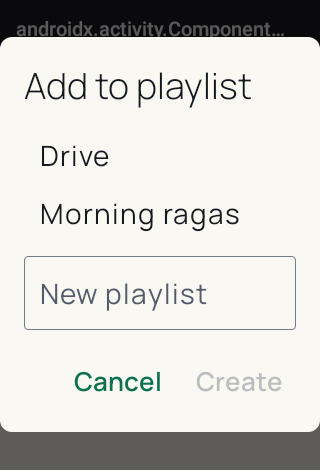 androidx.activity.Component…
Add to playlist
Drive
Morning ragas
New playlist
Cancel Create